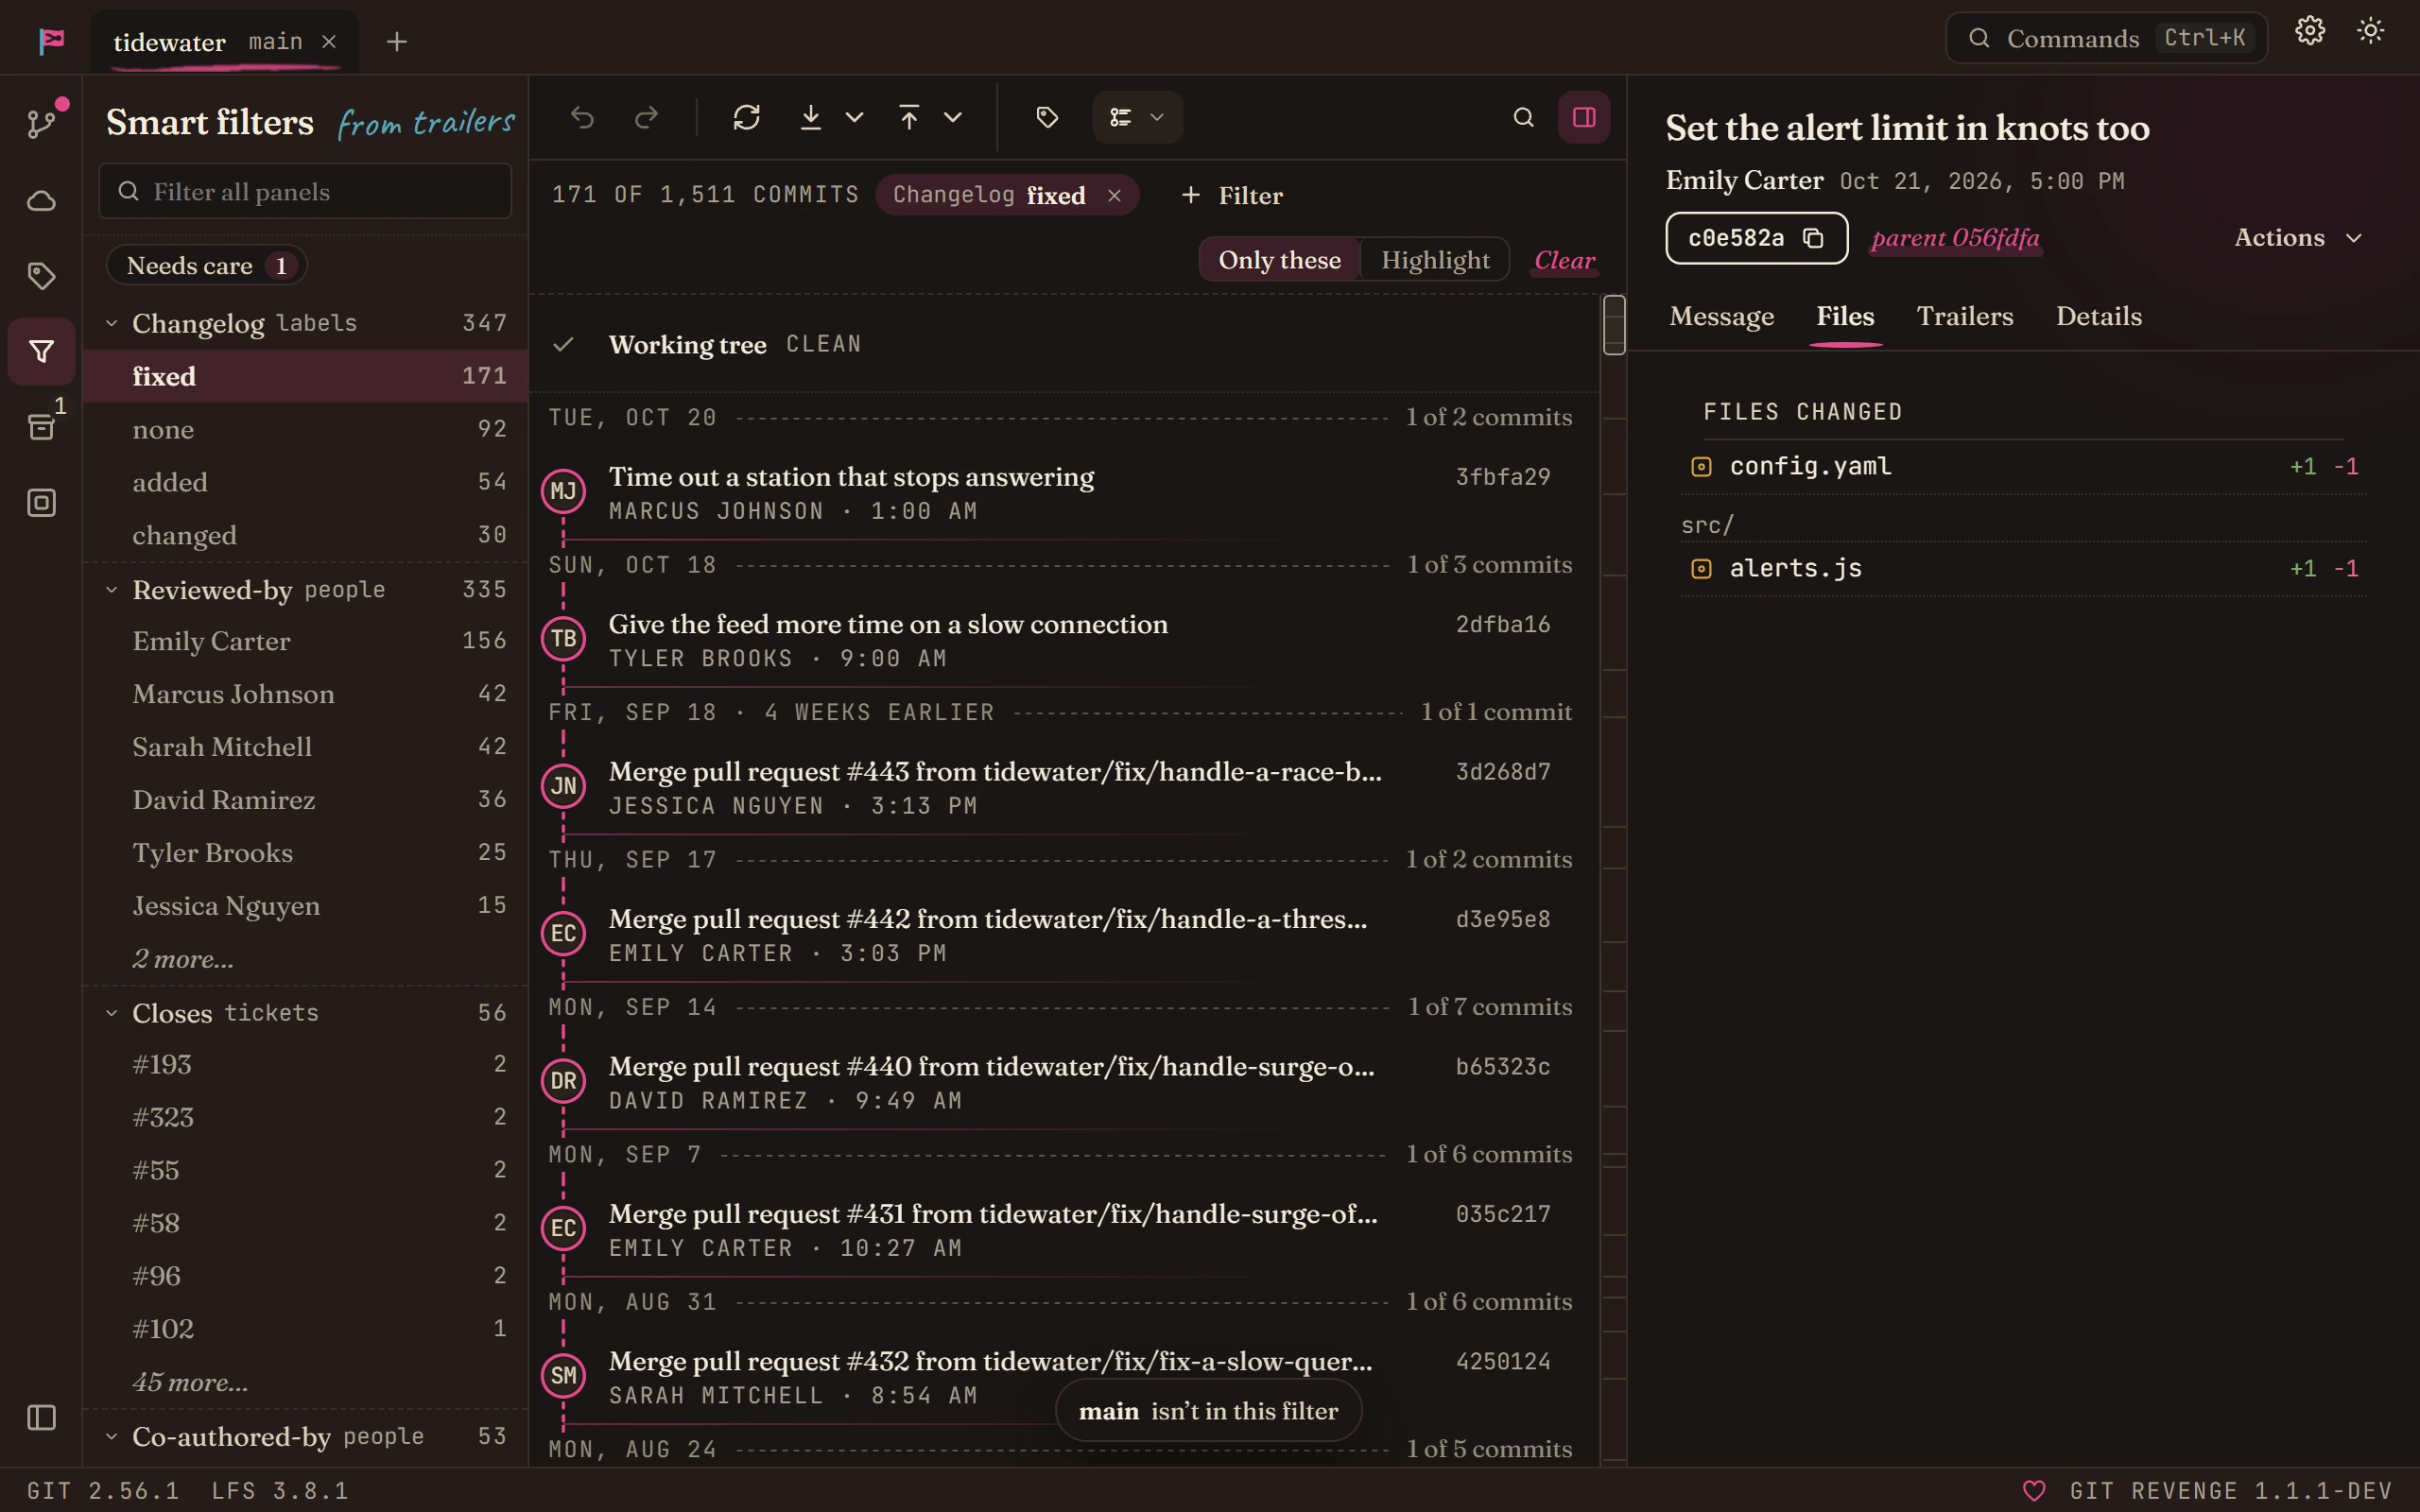 tidewater main
Commands Ctrl+K
Smart filters from trailers
Filter all panels
Needs care 1
Changelog labels 347
fixed 171
none 92
added 54
changed 30
Reviewed-by people 335
Emily Carter 156
Marcus Johnson 42
Sarah Mitchell 42
David Ramirez 36
Tyler Brooks 25
Jessica Nguyen 15
2 more...
Closes tickets 56
#193 2
#323 2
#55 2
#58 2
#96 2
#102 1
45 more...
Co-authored-by people 53
1
171 OF 1,511 COMMITS Changelog fixed Filter
Only these Highlight Clear
Working tree CLEAN
TUE, OCT 20 1 of 2 commits
Time out a station that stops answering 3fbfa29
MARCUS JOHNSON · 1:00 AM
SUN, OCT 18 1 of 3 commits
Give the feed more time on a slow connection 2dfba16
TYLER BROOKS · 9:00 AM
FRI, SEP 18 · 4 WEEKS EARLIER 1 of 1 commit
Merge pull request #443 from tidewater/fix/handle-a-race-b... 3d268d7
JESSICA NGUYEN · 3:13 PM
THU, SEP 17 1 of 2 commits
Merge pull request #442 from tidewater/fix/handle-a-thres... d3e95e8
EMILY CARTER · 3:03 PM
MON, SEP 14 1 of 7 commits
Merge pull request #440 from tidewater/fix/handle-surge-o... b65323c
DAVID RAMIREZ · 9:49 AM
MON, SEP 7 1 of 6 commits
Merge pull request #431 from tidewater/fix/handle-surge-of... 035c217
EMILY CARTER · 10:27 AM
MON, AUG 31 1 of 6 commits
Merge pull request #432 from tidewater/fix/fix-a-slow-quer... 4250124
SARAH MITCHELL · 8:54 AM
MON, AUG 24 1 of 5 commits
MJ
TB
JN
EC
DR
EC
SM
main isn't in this filter
Set the alert limit in knots too
Emily Carter Oct 21, 2026, 5:00 PM
c0e582a parent 056fdfa Actions
Message Files Trailers Details
FILES CHANGED
config.yaml +1 -1
src/
alerts.js +1 -1
GIT 2.56.1 LFS 3.8.1
GIT REVENGE 1.1.1-DEV